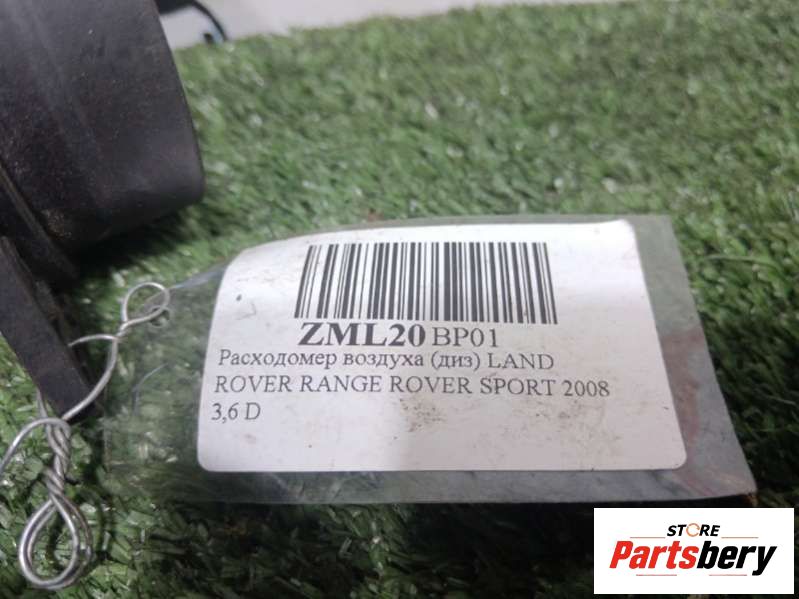 ZML20 BP01
Расходомер воздуха (диз) LAND
ROVER RANGE ROVER SPORT 2008
3,6 D
STORE
Partsbery